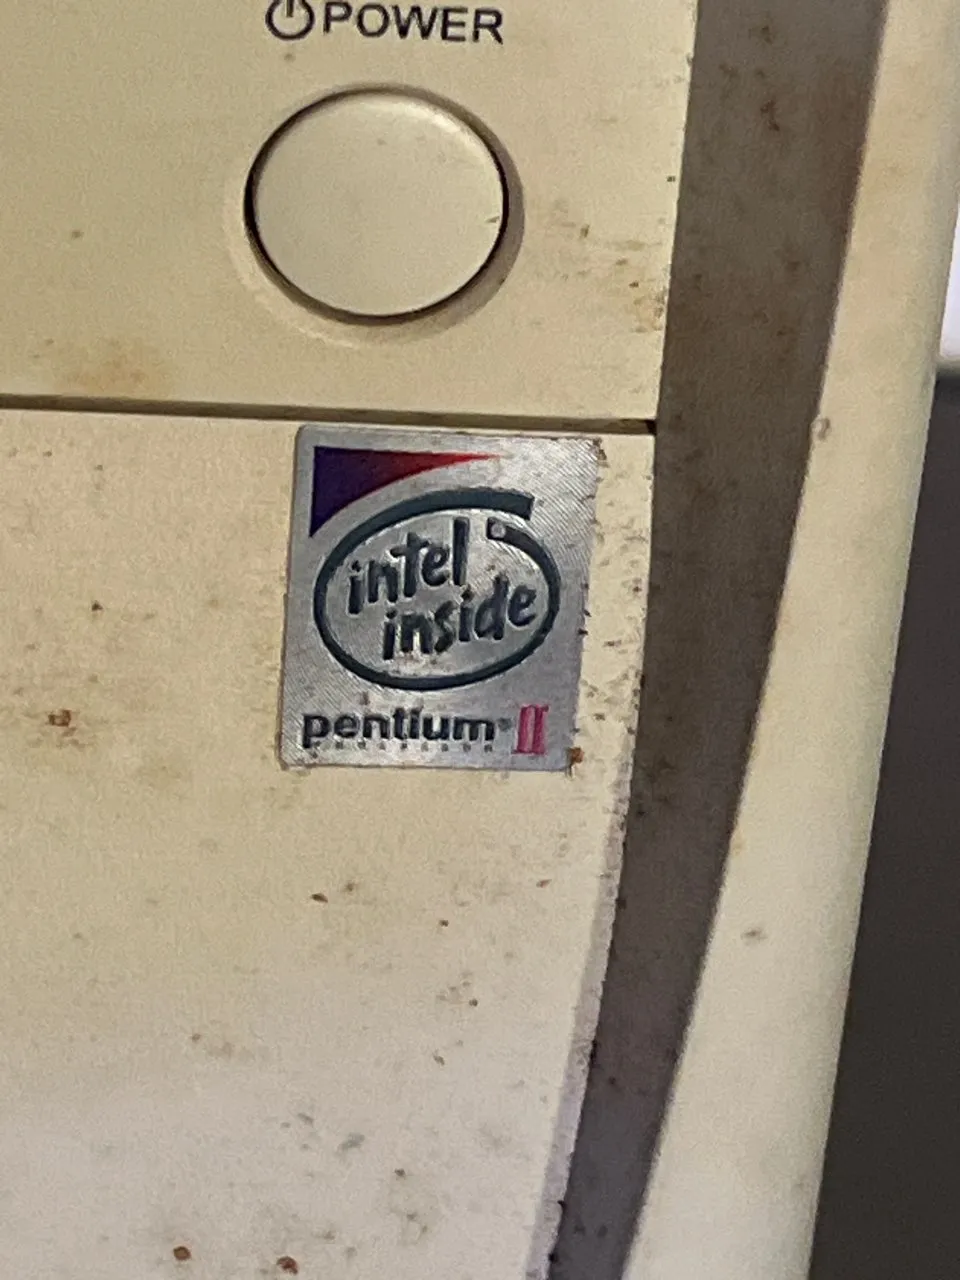 POWER
intel
inside
pentium® II